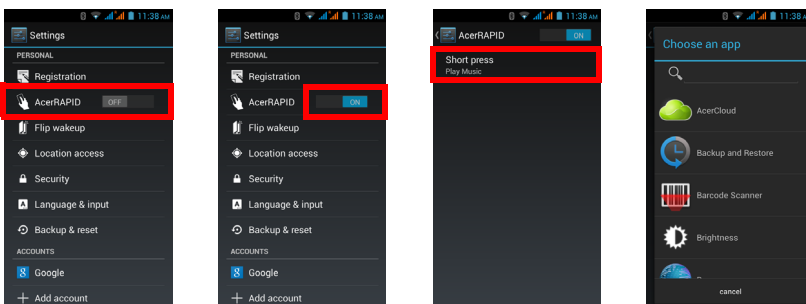 11:38 AM
Settings
PERSONAL
Registration
AcerRAPID OFF
Flip wakeup
Location access
Security
A Language & input
Backup & reset
ACCOUNTS
8 Google
Add account
11:38 AM
Settings
PERSONAL
Registration
AcerRAPID ON
Flip wakeup
Location access
Security
A Language & input
Backup & reset
ACCOUNTS
8 Google
Add account
11:38 AM
AcerRAPID ON
Short press
Play Music
11:38 A
Choose an app
AcerCloud
Backup and Restore
Barcode Scanner
Brightness
cancel